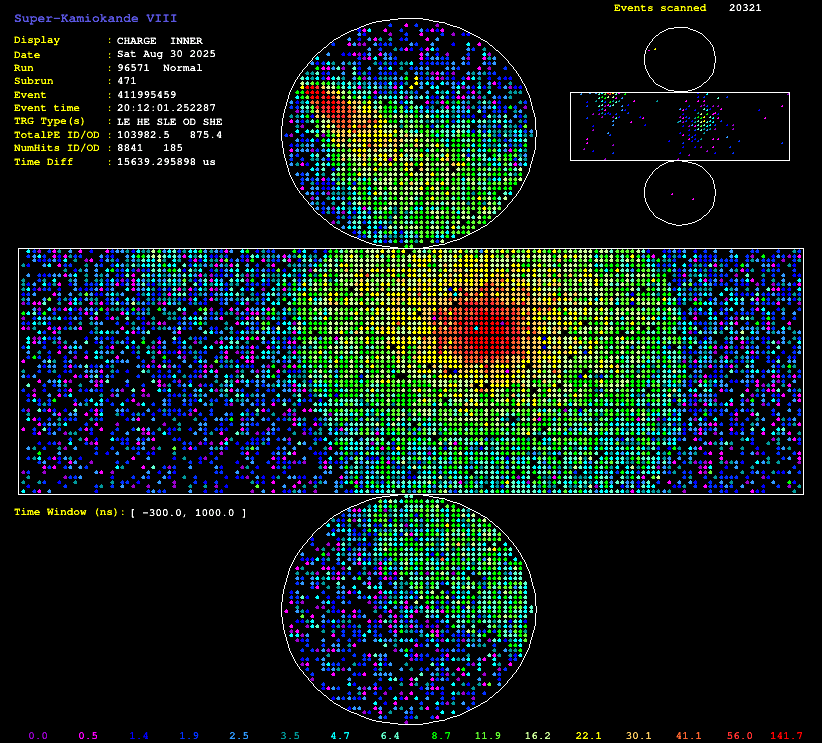 Super-Kamiokande VIII
Events scanned 20321
Display : CHARGE INNER
Date : Sat Aug 30 2025
Run : 96571 Normal
Subrun : 471
Event : 411995459
Event time : 20:12:01.252287
TRG Type(s) : LE HE SLE OD SHE
TotalPE ID/OD : 103982.5 875.4
NumHits ID/OD : 8841 185
Time Diff : 15639.295898 us
Time Window (ns): [ -300.0, 1000.0 ]
0.0 0.5 1.4 1.9 2.5 3.5 4.7 6.4 8.7 11.9 16.2 22.1 30.1 41.1 56.0 141.7